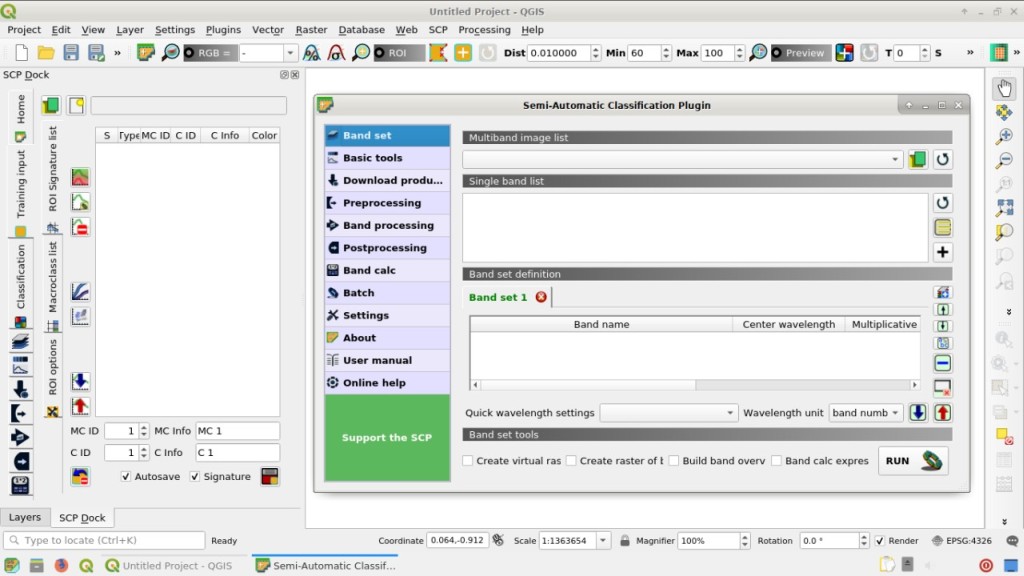 Untitled Project - QGIS
Project Edit View Layer Settings Plugins Vector Raster Database Web SCP Processing Help
» RGB = - ROI Dist 0.010000 Min 60 Max 100 Preview T 0 S » »
SCP Dock
Home
Training input
Classification
ROI Signature list
Macroclass list
ROI options
S Type MC ID C ID C Info Color
MC ID 1 MC Info MC 1
C ID 1 C Info C 1
Autosave Signature
Layers SCP Dock
Semi-Automatic Classification Plugin
Band set
Basic tools
Download produ...
Preprocessing
Band processing
Postprocessing
Band calc
Batch
Settings
About
User manual
Online help
Support the SCP
Multiband image list
Single band list
Band set definition
Band set 1
Band name Center wavelength Multiplicative
Quick wavelength settings Wavelength unit band numb
Band set tools
Create virtual ras Create raster of b Build band overv Band calc expres RUN
Type to locate (Ctrl+K) Ready Coordinate 0.064,-0.912 Scale 1:1363654 Magnifier 100% Rotation 0.0 ° Render EPSG:4326
Untitled Project - QGIS Semi-Automatic Classif...